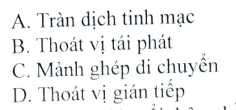 A. Tràn dịch tinh mạc
B. Thoát vị tái phát
C. Mảnh ghép di chuyển
D. Thoát vị gián tiếp